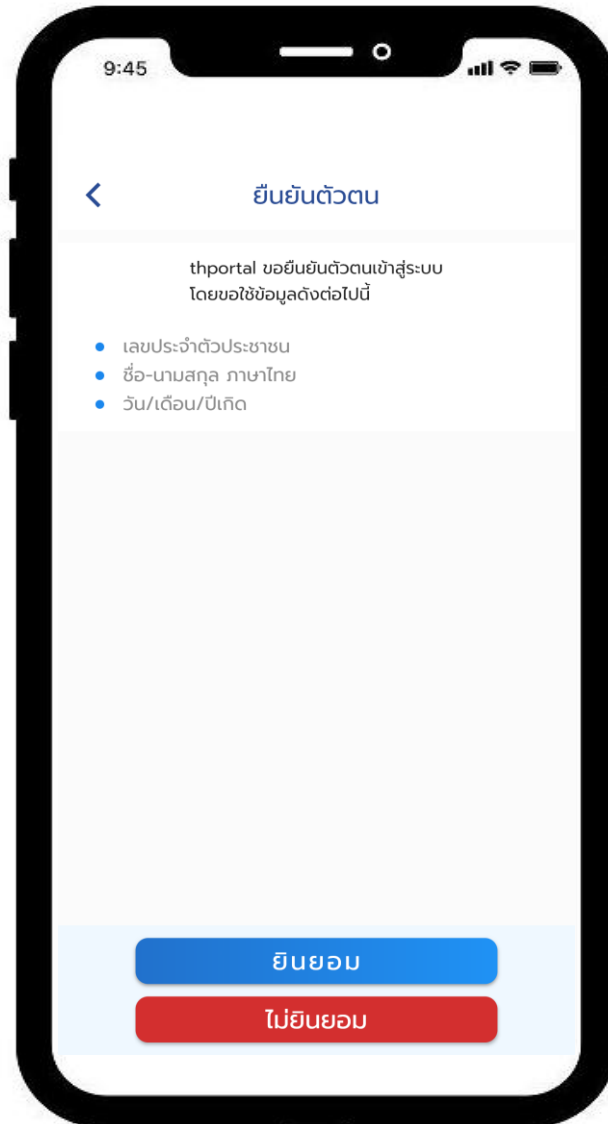 9:45
ยืนยันตัวตน
thportal ขอยืนยันตัวตนเข้าสู่ระบบ
โดยขอใช้ข้อมูลดังต่อไปนี้
เลขประจำตัวประชาชน
ชื่อ-นามสกุล ภาษาไทย
วัน/เดือน/ปีเกิด
ยินยอม
ไม่ยินยอม